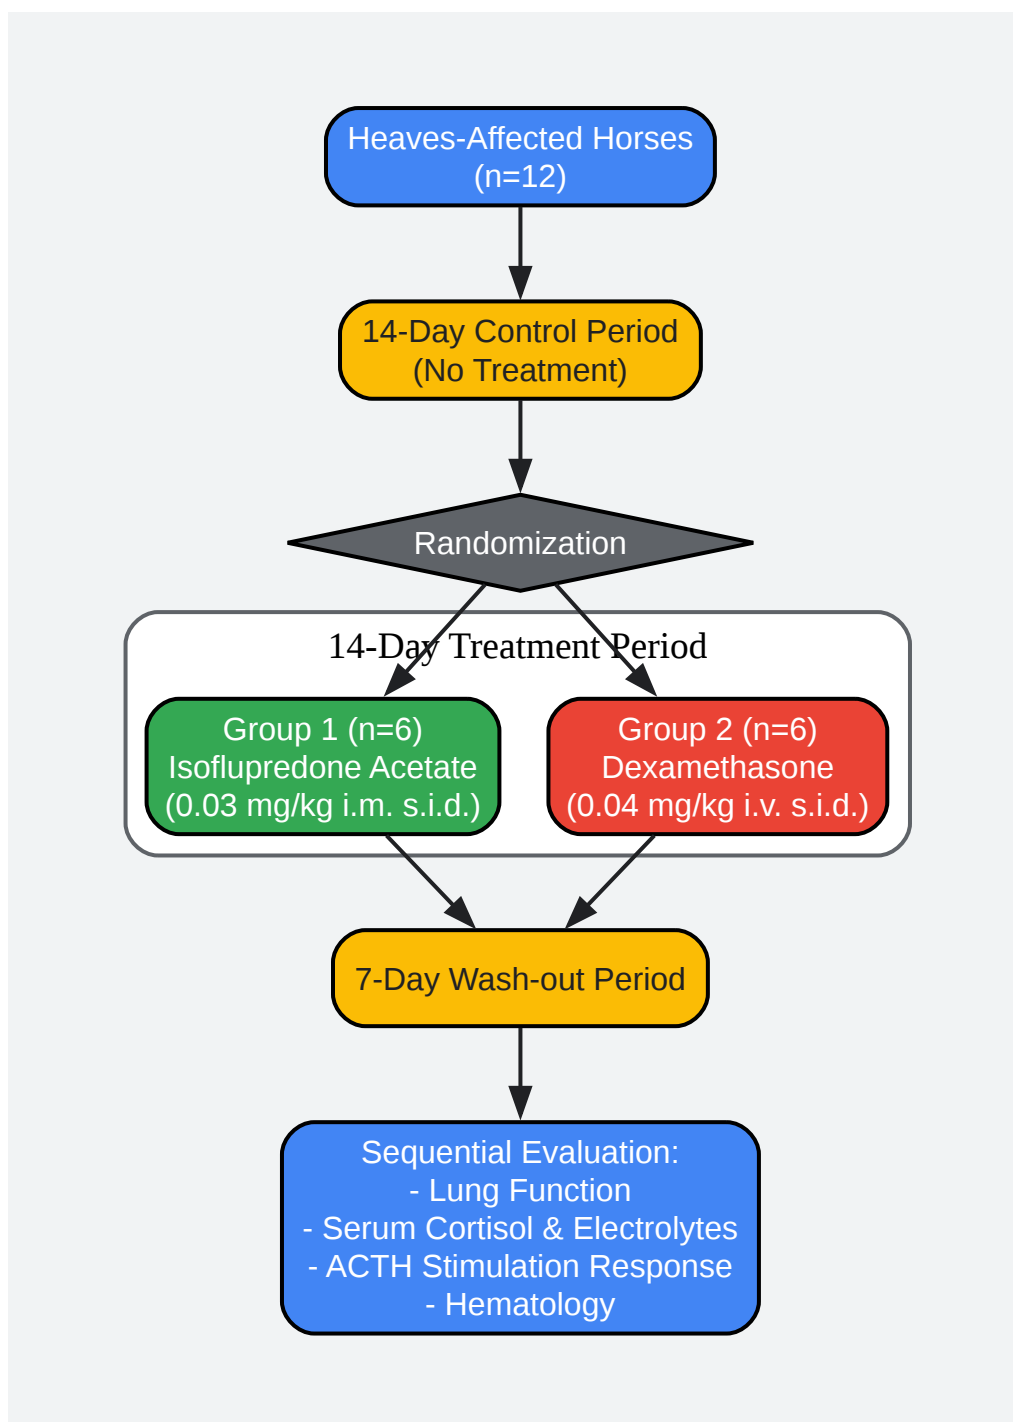 Heaves-Affected Horses
(n=12)
14-Day Control Period
(No Treatment)
Randomization
14-Day Treatment Period
Group 1 (n=6)
Isoflupredone Acetate
(0.03 mg/kg i.m. s.i.d.)
Group 2 (n=6)
Dexamethasone
(0.04 mg/kg i.v. s.i.d.)
7-Day Wash-out Period
Sequential Evaluation:
- Lung Function
- Serum Cortisol & Electrolytes
- ACTH Stimulation Response
- Hematology